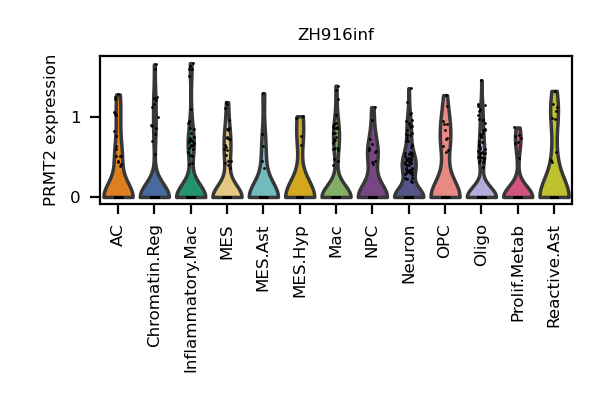 ZH916inf
PRMT2 expression
1
0
AC
Chromatin.Reg
Inflammatory.Mac
MES
MES.Ast
MES.Hyp
Mac
NPC
Neuron
OPC
Oligo
Prolif.Metab
Reactive.Ast